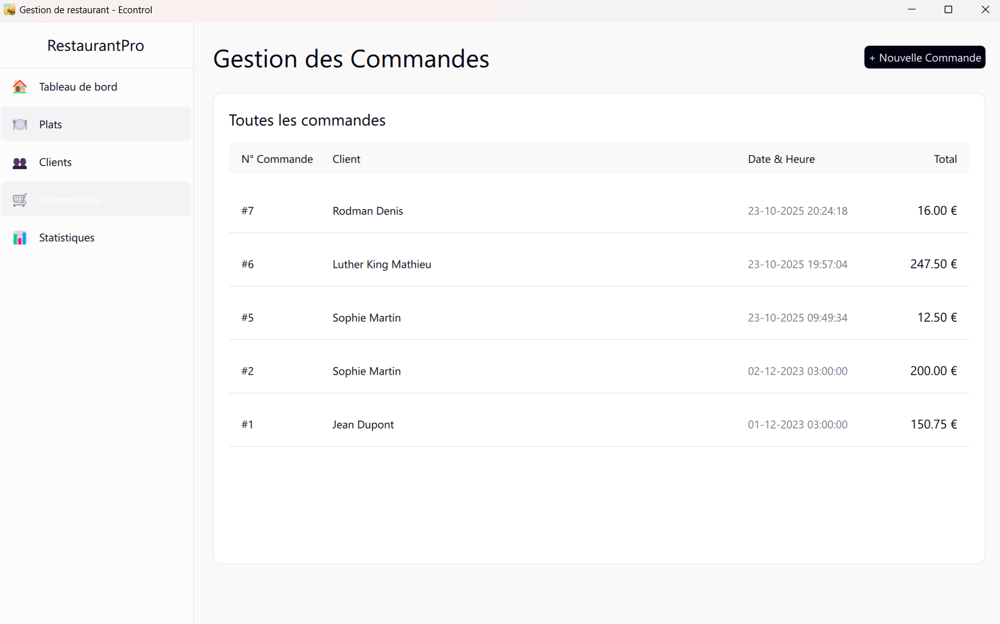 Gestion de restaurant - Econtrol
RestaurantPro
Tableau de bord
Plats
Clients
Commandes
Statistiques
Gestion des Commandes
+ Nouvelle Commande
Toutes les commandes
N° Commande Client Date & Heure Total
#7 Rodman Denis 23-10-2025 20:24:18 16.00 €
#6 Luther King Mathieu 23-10-2025 19:57:04 247.50 €
#5 Sophie Martin 23-10-2025 09:49:34 12.50 €
#2 Sophie Martin 02-12-2023 03:00:00 200.00 €
#1 Jean Dupont 01-12-2023 03:00:00 150.75 €